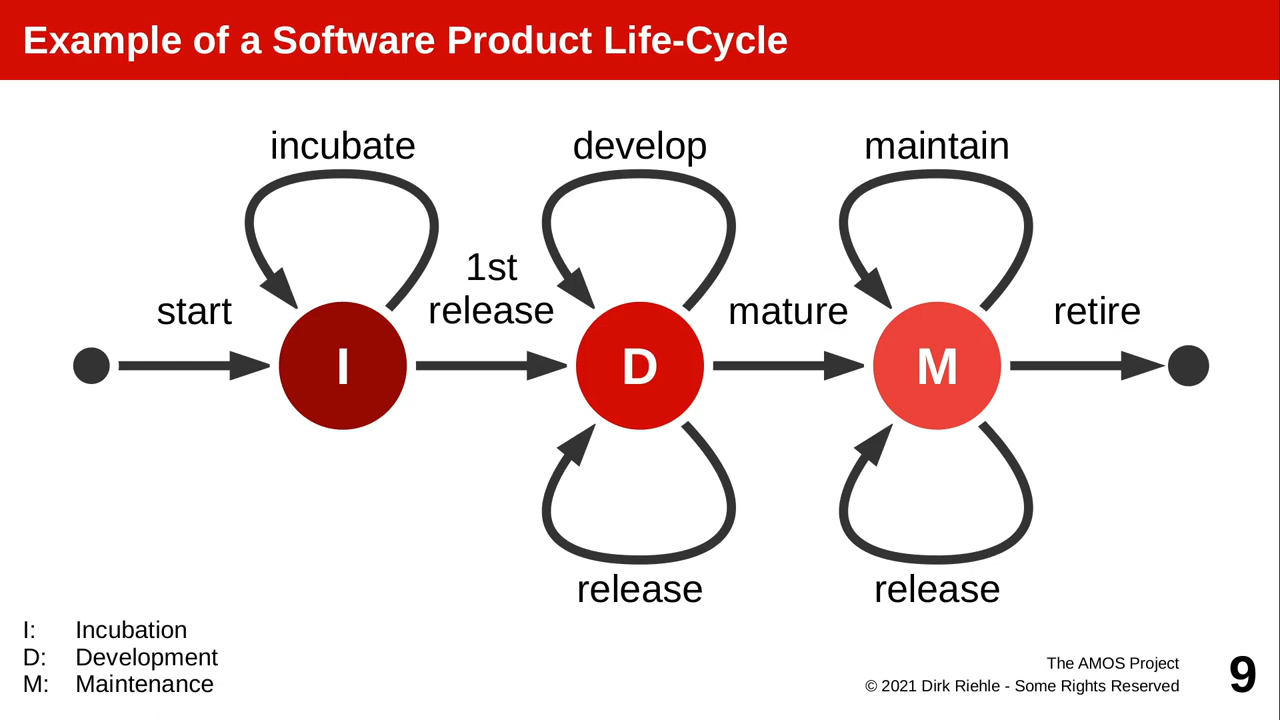 Example of a Software Product Life-Cycle
incubate
develop
maintain
start
1st
release
mature
retire
I
D
M
release
release
I: Incubation
D: Development
M: Maintenance
The AMOS Project
© 2021 Dirk Riehle - Some Rights Reserved
9